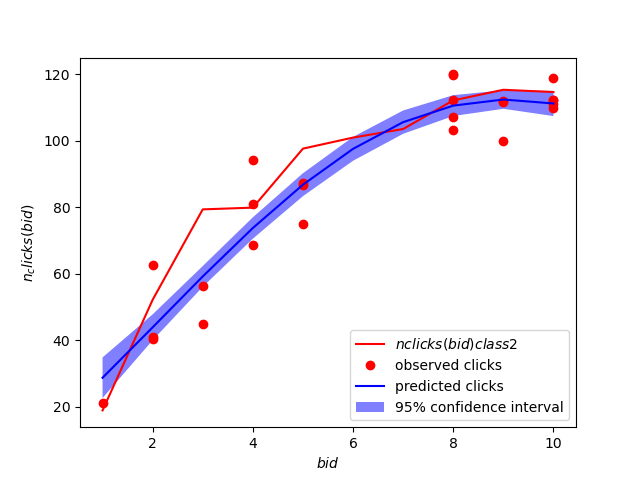 120
100
80
60
40
20
n_clicks(bid)
2
4
6
8
10
bid
nclicks(bid)class2
observed clicks
predicted clicks
95% confidence interval